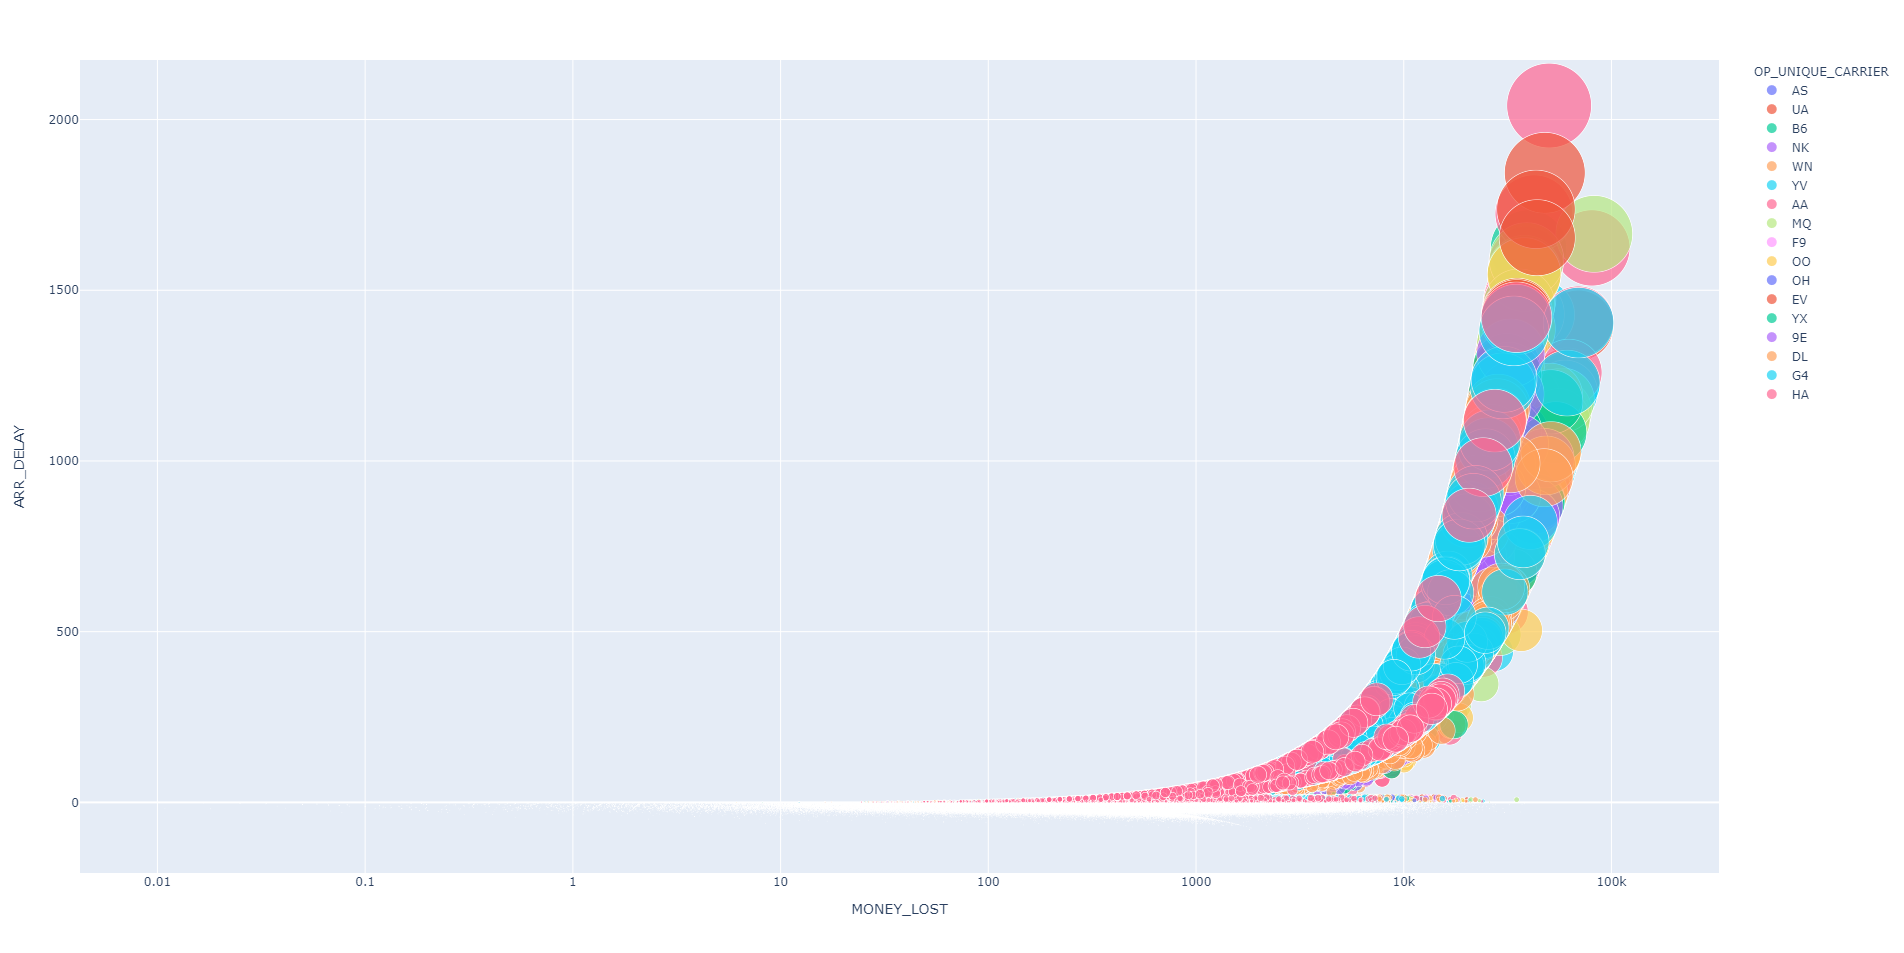 OP_UNIQUE_CARRIER
AS
UA
B6
NK
WN
YV
AA
MQ
F9
OO
OH
EV
YX
9E
DL
G4
HA
2000
1500
1000
500
0
ARR_DELAY
0.01 0.1 1 10 100 1000 10k 100k
MONEY_LOST